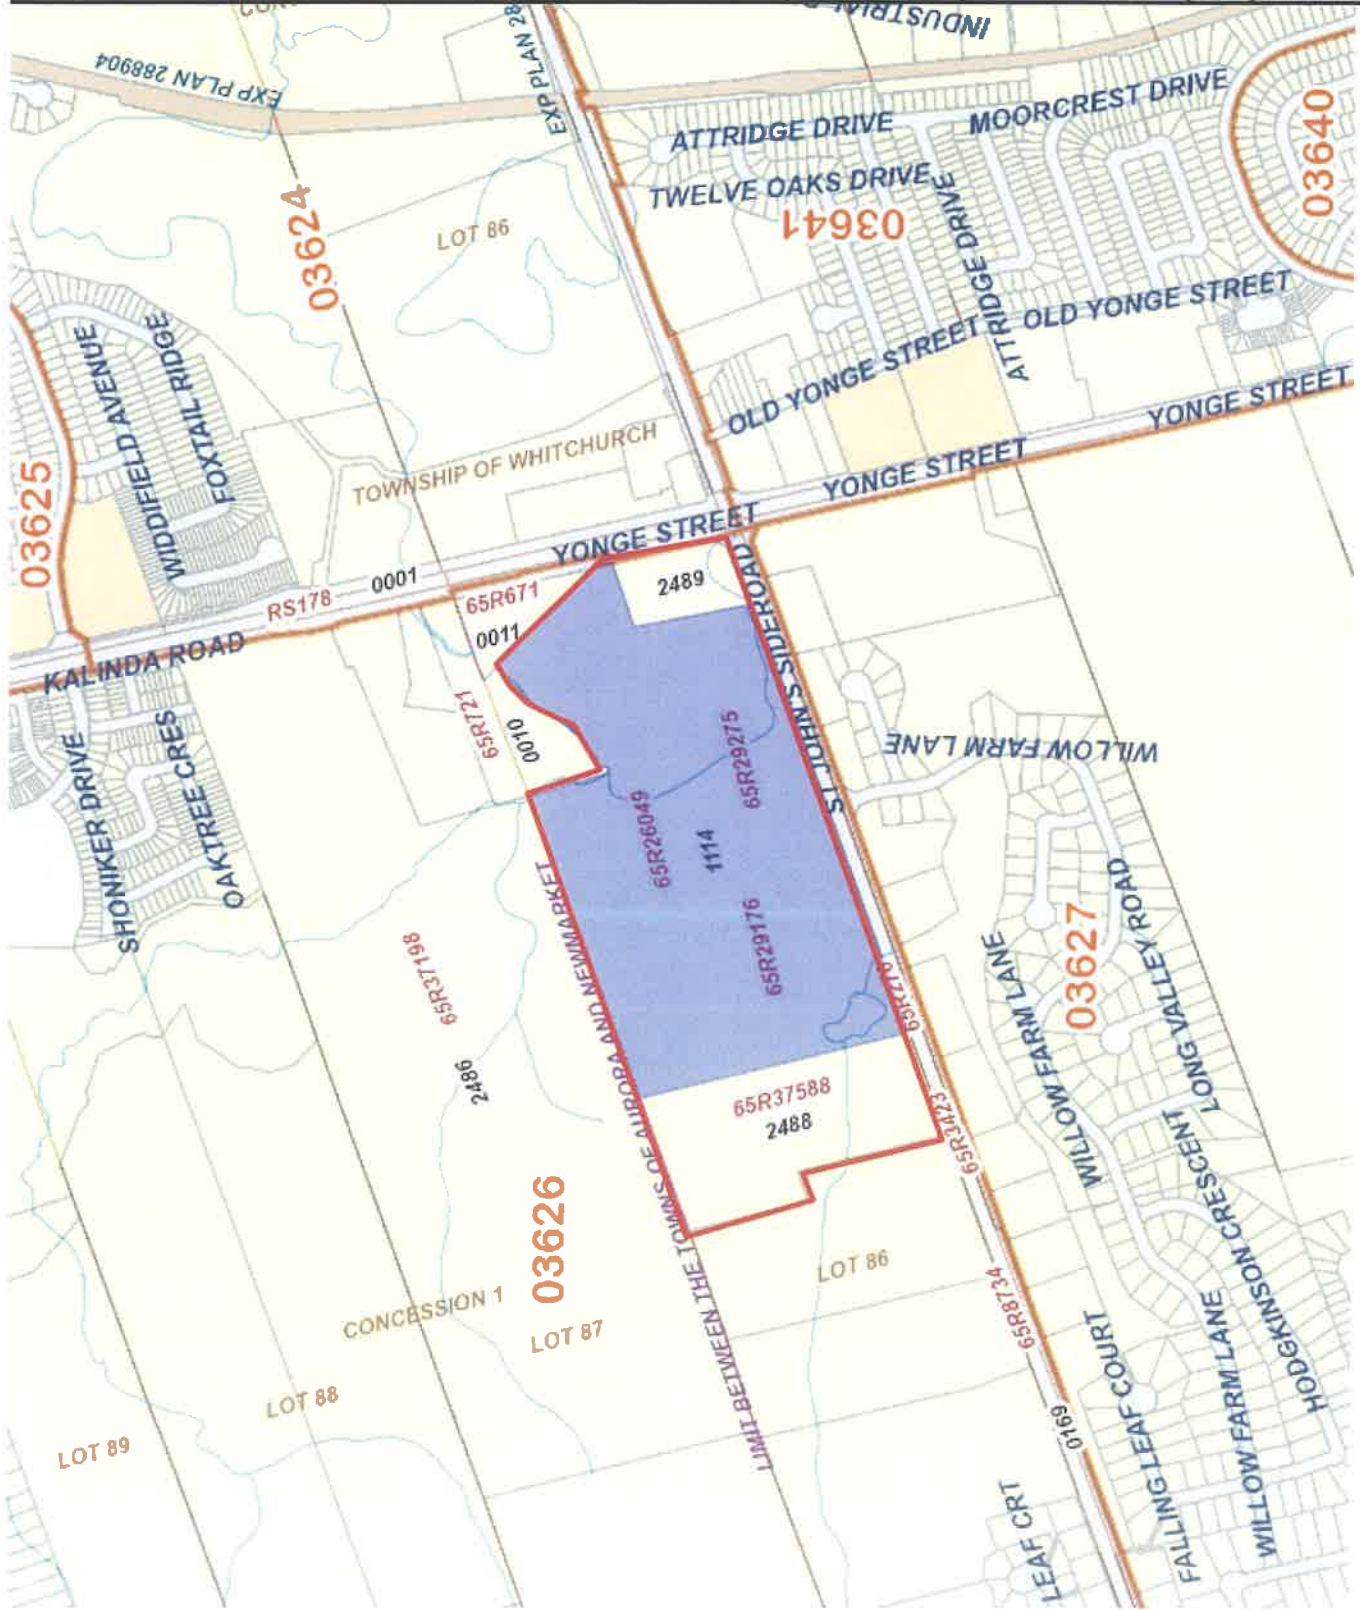 INDUSTRIAL
EXP PLAN 288904
EXP PLAN 28
ATTRIDGE DRIVE
MOORCREST DRIVE
03640
TWELVE OAKS DRIVE
03641
ATTRIDGE DRIVE
03624
LOT 86
OLD YONGE STREET
OLD YONGE STREET
WIDDIFIELD AVENUE
FOXTAIL RIDGE
03625
TOWNSHIP OF WHITCHURCH
YONGE STREET
YONGE STREET
YONGE STREET
RS178
0001
65R671
0011
2489
KALINDA ROAD
65R721
0010
ST JOHN'S SIDEROAD
SHONIKER DRIVE
OAKTREE CRES
65R26049
65R29275
1114
65R29176
WILLOW FARM LANE
65R37198
2486
LIMIT BETWEEN THE TOWNS OF AURORA AND NEWMARKET
65R270
WILLOW FARM LANE
03627
LONG VALLEY ROAD
65R37588
2488
65R3423
03626
HODGKINSON CRESCENT
LOT 86
CONCESSION 1
LOT 87
65R8734
LOT 88
LOT 89
0169
FALLING LEAF COURT
WILLOW FARM LANE
LEAF CRT